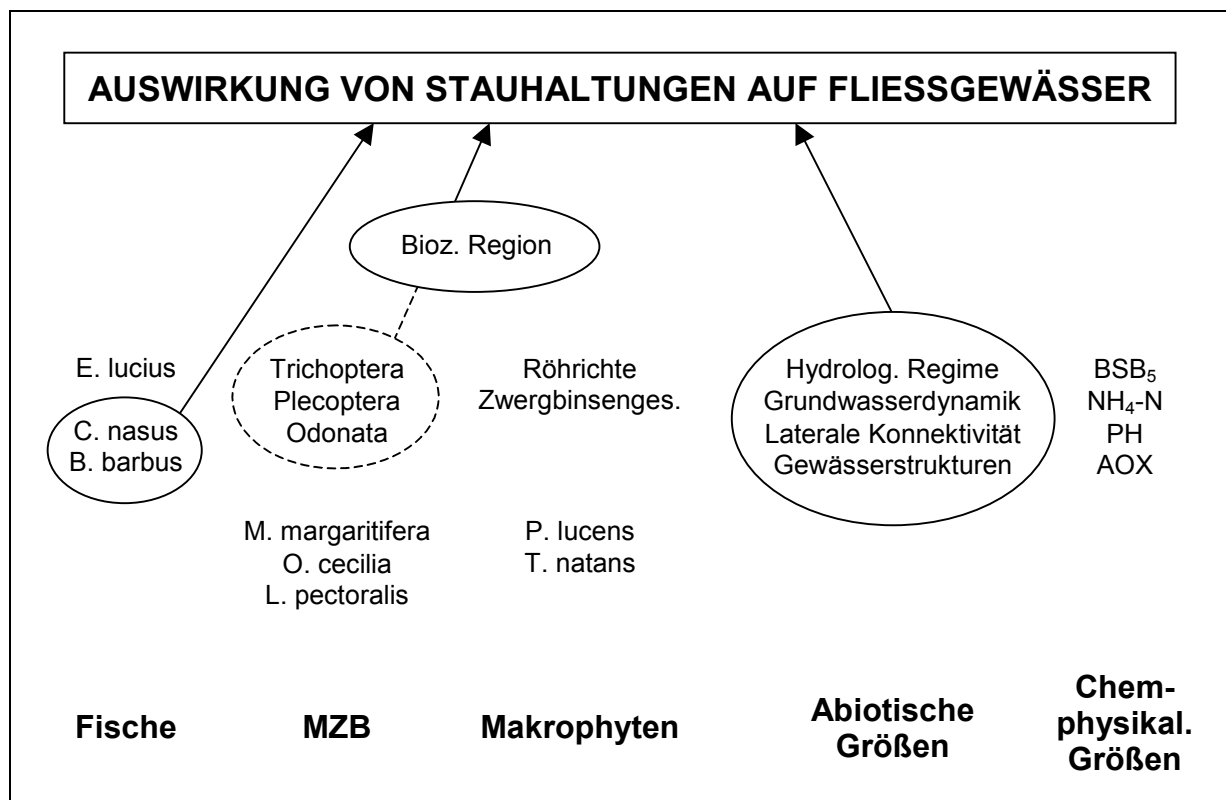 AUSWIRKUNG VON STAUHALTUNGEN AUF FLIESSGEWÄSSER
Bioz. Region
E. lucius
C. nasus
B. barbus
Trichoptera
Plecoptera
Odonata
M. margaritifera
O. cecilia
L. pectoralis
Röhrichte
Zwergbinsenges.
P. lucens
T. natans
Hydrolog. Regime
Grundwasserdynamik
Laterale Konnektivität
Gewässerstrukturen
BSB₅
NH₄-N
PH
AOX
Fische
MZB
Makrophyten
Abiotische
Größen
Chem-
physikal.
Größen